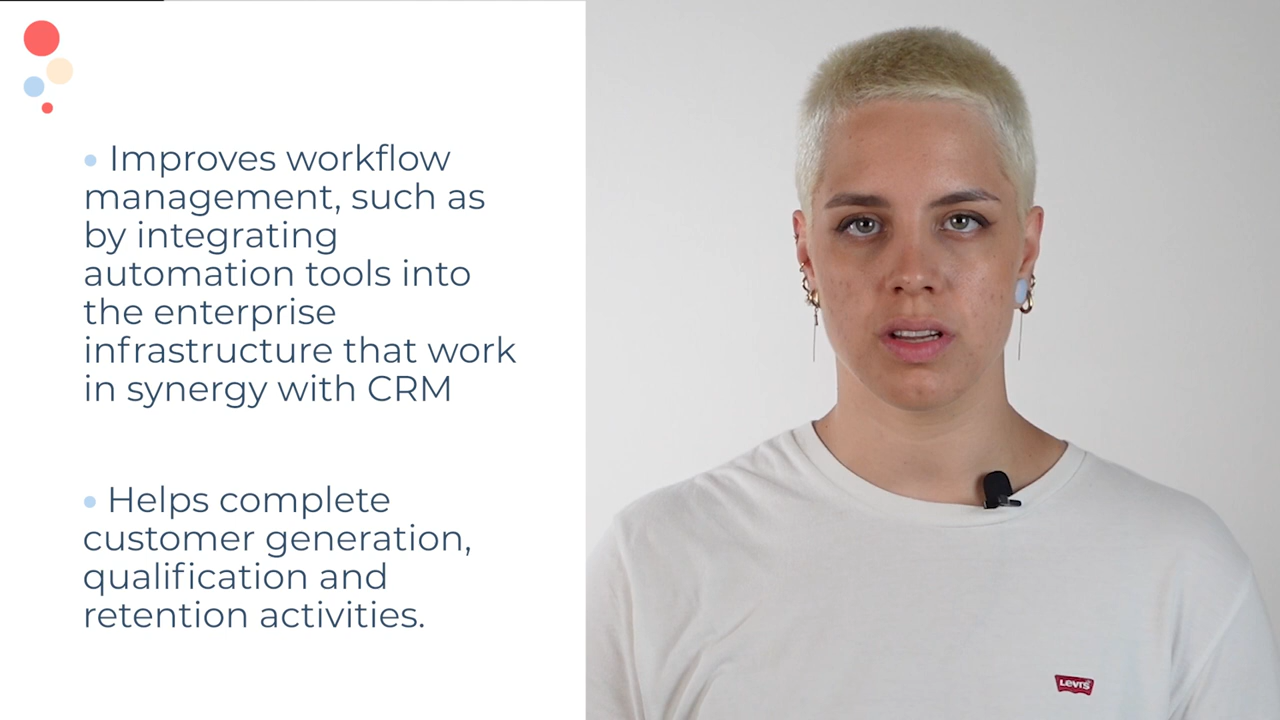 • Improves workflow
management, such as
by integrating
automation tools into
the enterprise
infrastructure that work
in synergy with CRM
• Helps complete
customer generation,
qualification and
retention activities.
Levi's